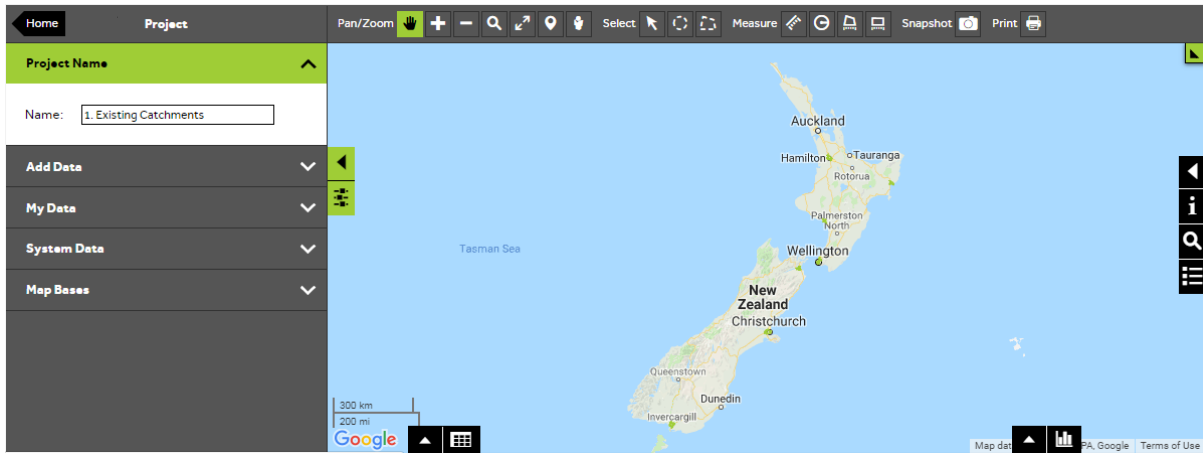 Home
Project
Pan/Zoom
Select
Measure
Snapshot
Print
Project Name
Name: 1. Existing Catchments
Add Data
My Data
System Data
Map Bases
Auckland
Hamilton
Tauranga
Rotorua
Palmerston
North
Tasman Sea
Wellington
New
Zealand
Christchurch
Queenstown
Dunedin
Invercargill
300 km
200 mi
Google
Map dat
PA, Google
Terms of Use